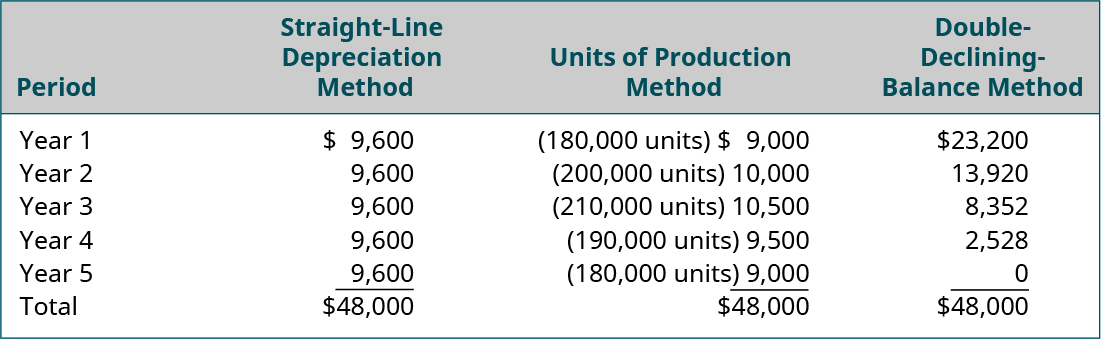 Period Straight-Line Depreciation Method Units of Production Method Double-Declining-Balance Method
Year 1 $ 9,600 (180,000 units) $ 9,000 $23,200
Year 2 9,600 (200,000 units) 10,000 13,920
Year 3 9,600 (210,000 units) 10,500 8,352
Year 4 9,600 (190,000 units) 9,500 2,528
Year 5 9,600 (180,000 units) 9,000 0
Total $48,000 $48,000 $48,000